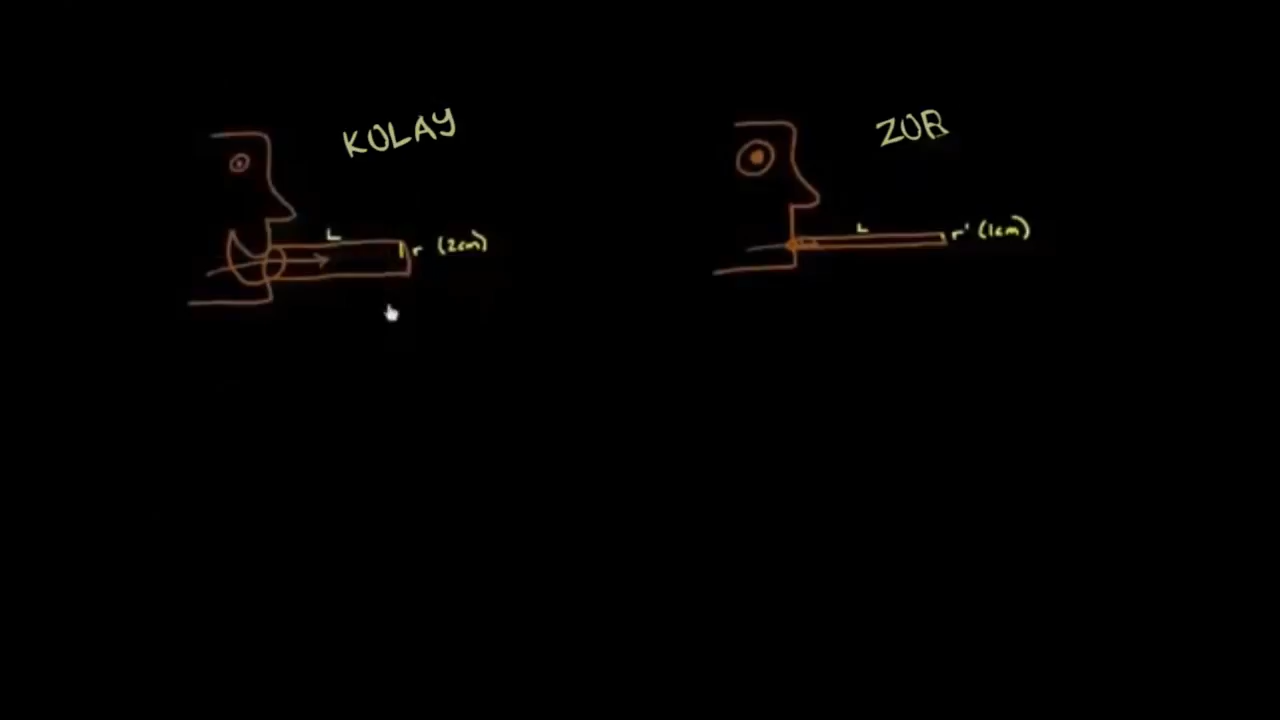 KOLAY
L
r (2cm)
ZOR
L
r' (1cm)